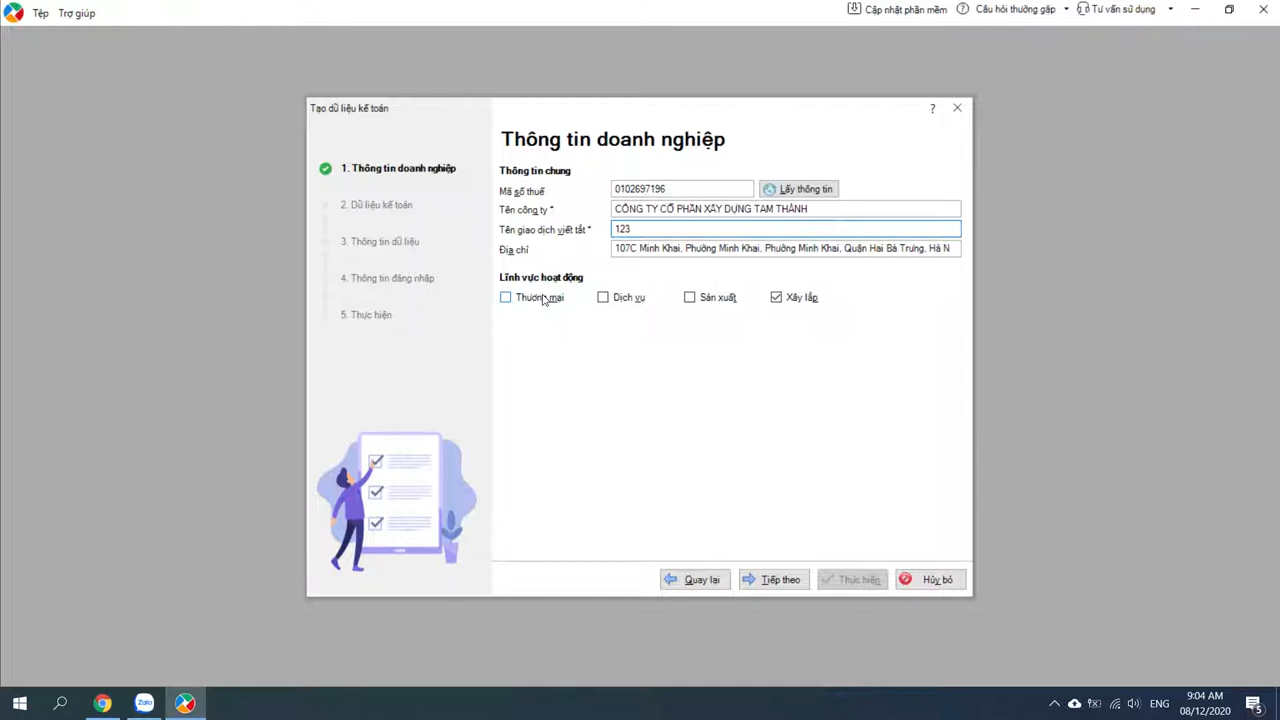 Tệp Trợ giúp Cập nhật phần mềm Câu hỏi thường gặp Tư vấn sử dụng
Tạo dữ liệu kế toán ?
1. Thông tin doanh nghiệp
2. Dữ liệu kế toán
3. Thông tin dữ liệu
4. Thông tin đăng nhập
5. Thực hiện
Thông tin doanh nghiệp
Thông tin chung
Mã số thuế 0102697196 Lấy thông tin
Tên công ty * CÔNG TY CỔ PHẦN XÂY DỰNG TAM THÀNH
Tên giao dịch viết tắt * 123
Địa chỉ 107C Minh Khai, Phường Minh Khai, Phường Minh Khai, Quận Hai Bà Trưng, Hà N
Lĩnh vực hoạt động
Thương mại Dịch vụ Sản xuất Xây lắp
Quay lại Tiếp theo Thực hiện Hủy bỏ
Zalo
ENG
9:04 AM
08/12/2020
5